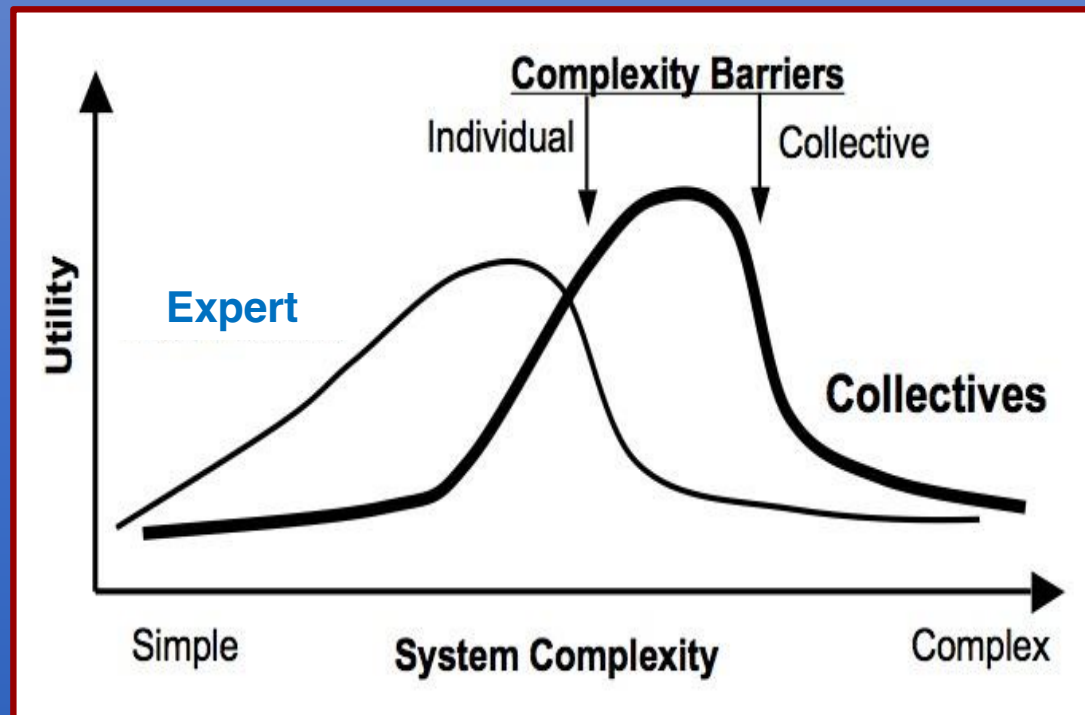 Complexity Barriers
Individual
Collective
Utility
Expert
Collectives
Simple
System Complexity
Complex